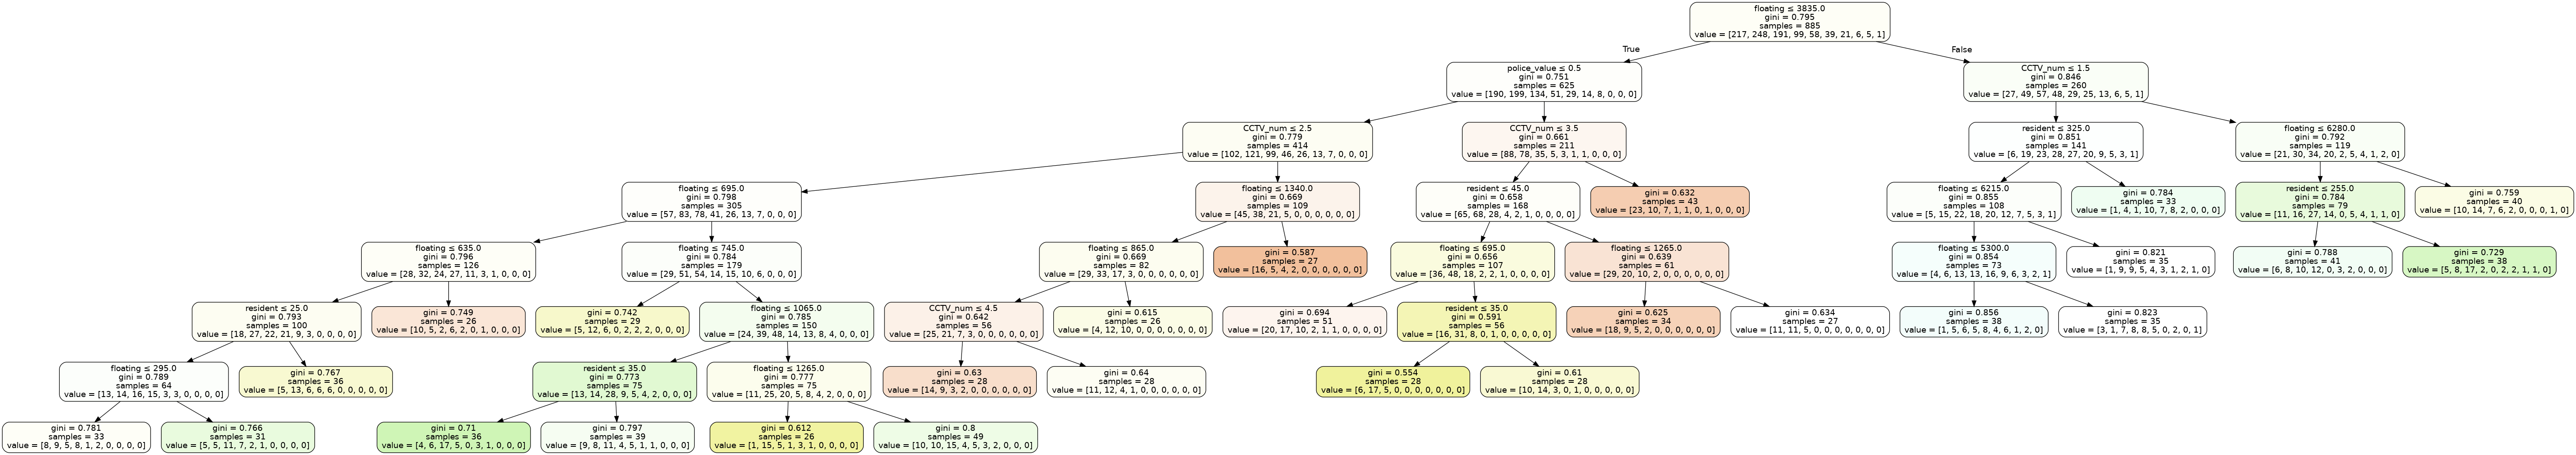 floating ≤ 3835.0
gini = 0.795
samples = 885
value = [217, 248, 191, 99, 58, 39, 21, 6, 5, 1]
True
False
police_value ≤ 0.5
gini = 0.751
samples = 625
value = [190, 199, 134, 51, 29, 14, 8, 0, 0, 0]
CCTV_num ≤ 1.5
gini = 0.846
samples = 260
value = [27, 49, 57, 48, 29, 25, 13, 6, 5, 1]
CCTV_num ≤ 2.5
gini = 0.779
samples = 414
value = [102, 121, 99, 46, 26, 13, 7, 0, 0, 0]
CCTV_num ≤ 3.5
gini = 0.661
samples = 211
value = [88, 78, 35, 5, 3, 1, 1, 0, 0, 0]
resident ≤ 325.0
gini = 0.851
samples = 141
value = [6, 19, 23, 28, 27, 20, 9, 5, 3, 1]
floating ≤ 6280.0
gini = 0.792
samples = 119
value = [21, 30, 34, 20, 2, 5, 4, 1, 2, 0]
floating ≤ 695.0
gini = 0.798
samples = 305
value = [57, 83, 78, 41, 26, 13, 7, 0, 0, 0]
floating ≤ 1340.0
gini = 0.669
samples = 109
value = [45, 38, 21, 5, 0, 0, 0, 0, 0, 0]
resident ≤ 45.0
gini = 0.658
samples = 168
value = [65, 68, 28, 4, 2, 1, 0, 0, 0, 0]
gini = 0.632
samples = 43
value = [23, 10, 7, 1, 1, 0, 1, 0, 0, 0]
floating ≤ 6215.0
gini = 0.855
samples = 108
value = [5, 15, 22, 18, 20, 12, 7, 5, 3, 1]
gini = 0.784
samples = 33
value = [1, 4, 1, 10, 7, 8, 2, 0, 0, 0]
resident ≤ 255.0
gini = 0.784
samples = 79
value = [11, 16, 27, 14, 0, 5, 4, 1, 1, 0]
gini = 0.759
samples = 40
value = [10, 14, 7, 6, 2, 0, 0, 0, 1, 0]
floating ≤ 635.0
gini = 0.796
samples = 126
value = [28, 32, 24, 27, 11, 3, 1, 0, 0, 0]
floating ≤ 745.0
gini = 0.784
samples = 179
value = [29, 51, 54, 14, 15, 10, 6, 0, 0, 0]
floating ≤ 865.0
gini = 0.669
samples = 82
value = [29, 33, 17, 3, 0, 0, 0, 0, 0, 0]
gini = 0.587
samples = 27
value = [16, 5, 4, 2, 0, 0, 0, 0, 0, 0]
floating ≤ 695.0
gini = 0.656
samples = 107
value = [36, 48, 18, 2, 2, 1, 0, 0, 0, 0]
floating ≤ 1265.0
gini = 0.639
samples = 61
value = [29, 20, 10, 2, 0, 0, 0, 0, 0, 0]
floating ≤ 5300.0
gini = 0.854
samples = 73
value = [4, 6, 13, 13, 16, 9, 6, 3, 2, 1]
gini = 0.821
samples = 35
value = [1, 9, 9, 5, 4, 3, 1, 2, 1, 0]
gini = 0.788
samples = 41
value = [6, 8, 10, 12, 0, 3, 2, 0, 0, 0]
gini = 0.729
samples = 38
value = [5, 8, 17, 2, 0, 2, 2, 1, 1, 0]
resident ≤ 25.0
gini = 0.793
samples = 100
value = [18, 27, 22, 21, 9, 3, 0, 0, 0, 0]
gini = 0.749
samples = 26
value = [10, 5, 2, 6, 2, 0, 1, 0, 0, 0]
gini = 0.742
samples = 29
value = [5, 12, 6, 0, 2, 2, 2, 0, 0, 0]
floating ≤ 1065.0
gini = 0.785
samples = 150
value = [24, 39, 48, 14, 13, 8, 4, 0, 0, 0]
CCTV_num ≤ 4.5
gini = 0.642
samples = 56
value = [25, 21, 7, 3, 0, 0, 0, 0, 0, 0]
gini = 0.615
samples = 26
value = [4, 12, 10, 0, 0, 0, 0, 0, 0, 0]
gini = 0.694
samples = 51
value = [20, 17, 10, 2, 1, 1, 0, 0, 0, 0]
resident ≤ 35.0
gini = 0.591
samples = 56
value = [16, 31, 8, 0, 1, 0, 0, 0, 0, 0]
gini = 0.625
samples = 34
value = [18, 9, 5, 2, 0, 0, 0, 0, 0, 0]
gini = 0.634
samples = 27
value = [11, 11, 5, 0, 0, 0, 0, 0, 0, 0]
gini = 0.856
samples = 38
value = [1, 5, 6, 5, 8, 4, 6, 1, 2, 0]
gini = 0.823
samples = 35
value = [3, 1, 7, 8, 8, 5, 0, 2, 0, 1]
floating ≤ 295.0
gini = 0.789
samples = 64
value = [13, 14, 16, 15, 3, 3, 0, 0, 0, 0]
gini = 0.767
samples = 36
value = [5, 13, 6, 6, 6, 0, 0, 0, 0, 0]
resident ≤ 35.0
gini = 0.773
samples = 75
value = [13, 14, 28, 9, 5, 4, 2, 0, 0, 0]
floating ≤ 1265.0
gini = 0.777
samples = 75
value = [11, 25, 20, 5, 8, 4, 2, 0, 0, 0]
gini = 0.63
samples = 28
value = [14, 9, 3, 2, 0, 0, 0, 0, 0, 0]
gini = 0.64
samples = 28
value = [11, 12, 4, 1, 0, 0, 0, 0, 0, 0]
gini = 0.554
samples = 28
value = [6, 17, 5, 0, 0, 0, 0, 0, 0, 0]
gini = 0.61
samples = 28
value = [10, 14, 3, 0, 1, 0, 0, 0, 0, 0]
gini = 0.781
samples = 33
value = [8, 9, 5, 8, 1, 2, 0, 0, 0, 0]
gini = 0.766
samples = 31
value = [5, 5, 11, 7, 2, 1, 0, 0, 0, 0]
gini = 0.71
samples = 36
value = [4, 6, 17, 5, 0, 3, 1, 0, 0, 0]
gini = 0.797
samples = 39
value = [9, 8, 11, 4, 5, 1, 1, 0, 0, 0]
gini = 0.612
samples = 26
value = [1, 15, 5, 1, 3, 1, 0, 0, 0, 0]
gini = 0.8
samples = 49
value = [10, 10, 15, 4, 5, 3, 2, 0, 0, 0]